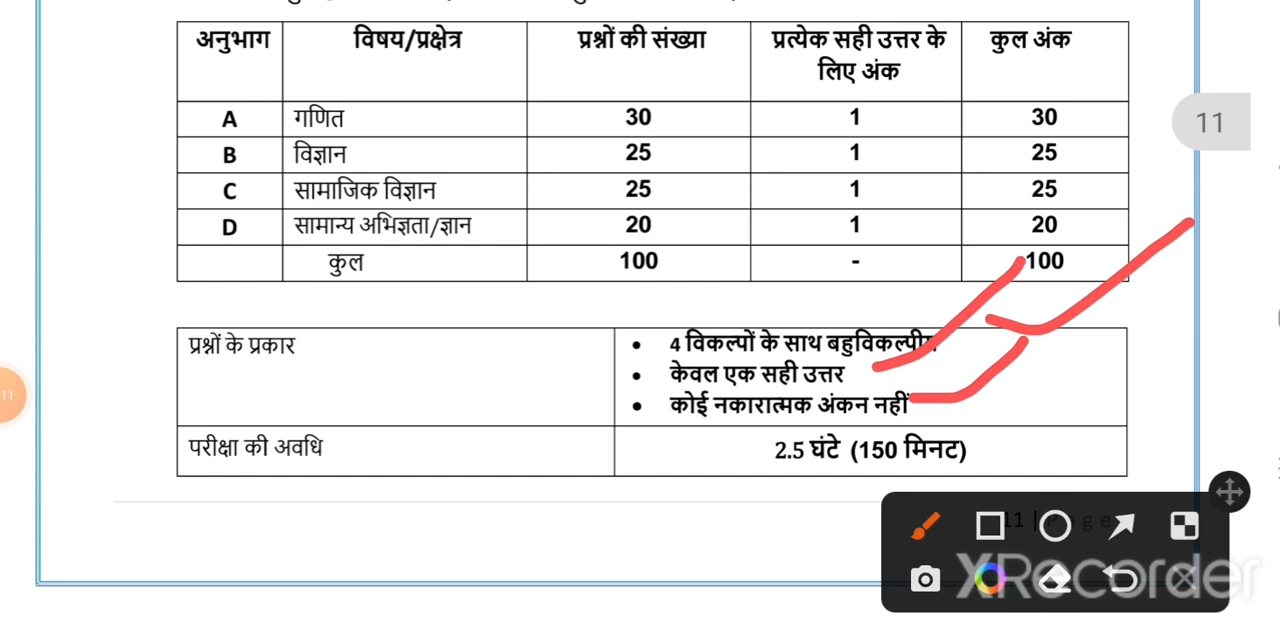 अनुभाग विषय/प्रक्षेत्र प्रश्नों की संख्या प्रत्येक सही उत्तर के लिए अंक कुल अंक
A गणित 30 1 30
B विज्ञान 25 1 25
C सामाजिक विज्ञान 25 1 25
D सामान्य अभिज्ञता/ज्ञान 20 1 20
कुल 100 - 100
11
प्रश्नों के प्रकार • 4 विकल्पों के साथ बहुविकल्पीय
• केवल एक सही उत्तर
• कोई नकारात्मक अंकन नहीं
11
परीक्षा की अवधि 2.5 घंटे (150 मिनट)
11 | P a g e
XRecorder